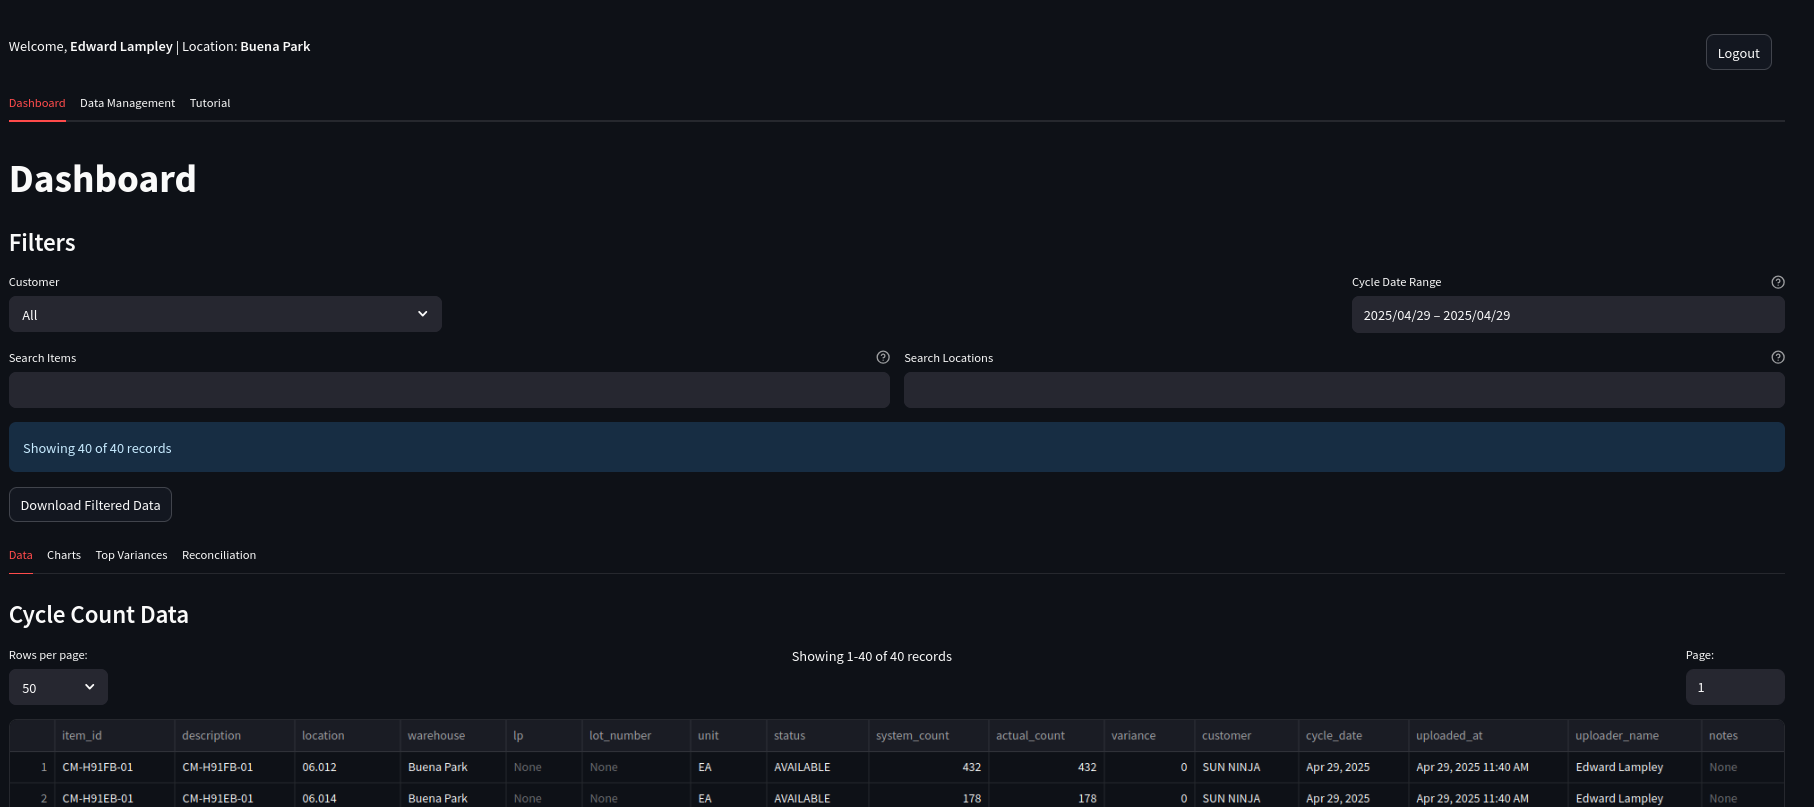 Welcome, Edward Lampley | Location: Buena Park
Logout
Dashboard Data Management Tutorial
Dashboard
Filters
Customer
All
Cycle Date Range
2025/04/29 – 2025/04/29
Search Items
Search Locations
Showing 40 of 40 records
Download Filtered Data
Data Charts Top Variances Reconciliation
Cycle Count Data
Rows per page:
50
Showing 1-40 of 40 records
Page:
1
item_id description location warehouse lp lot_number unit status system_count actual_count variance customer cycle_date uploaded_at uploader_name notes
1 CM-H91FB-01 CM-H91FB-01 06.012 Buena Park None None EA AVAILABLE 432 432 0 SUN NINJA Apr 29, 2025 Apr 29, 2025 11:40 AM Edward Lampley None
2 CM-H91EB-01 CM-H91EB-01 06.014 Buena Park None None EA AVAILABLE 178 178 0 SUN NINJA Apr 29, 2025 Apr 29, 2025 11:40 AM Edward Lampley None